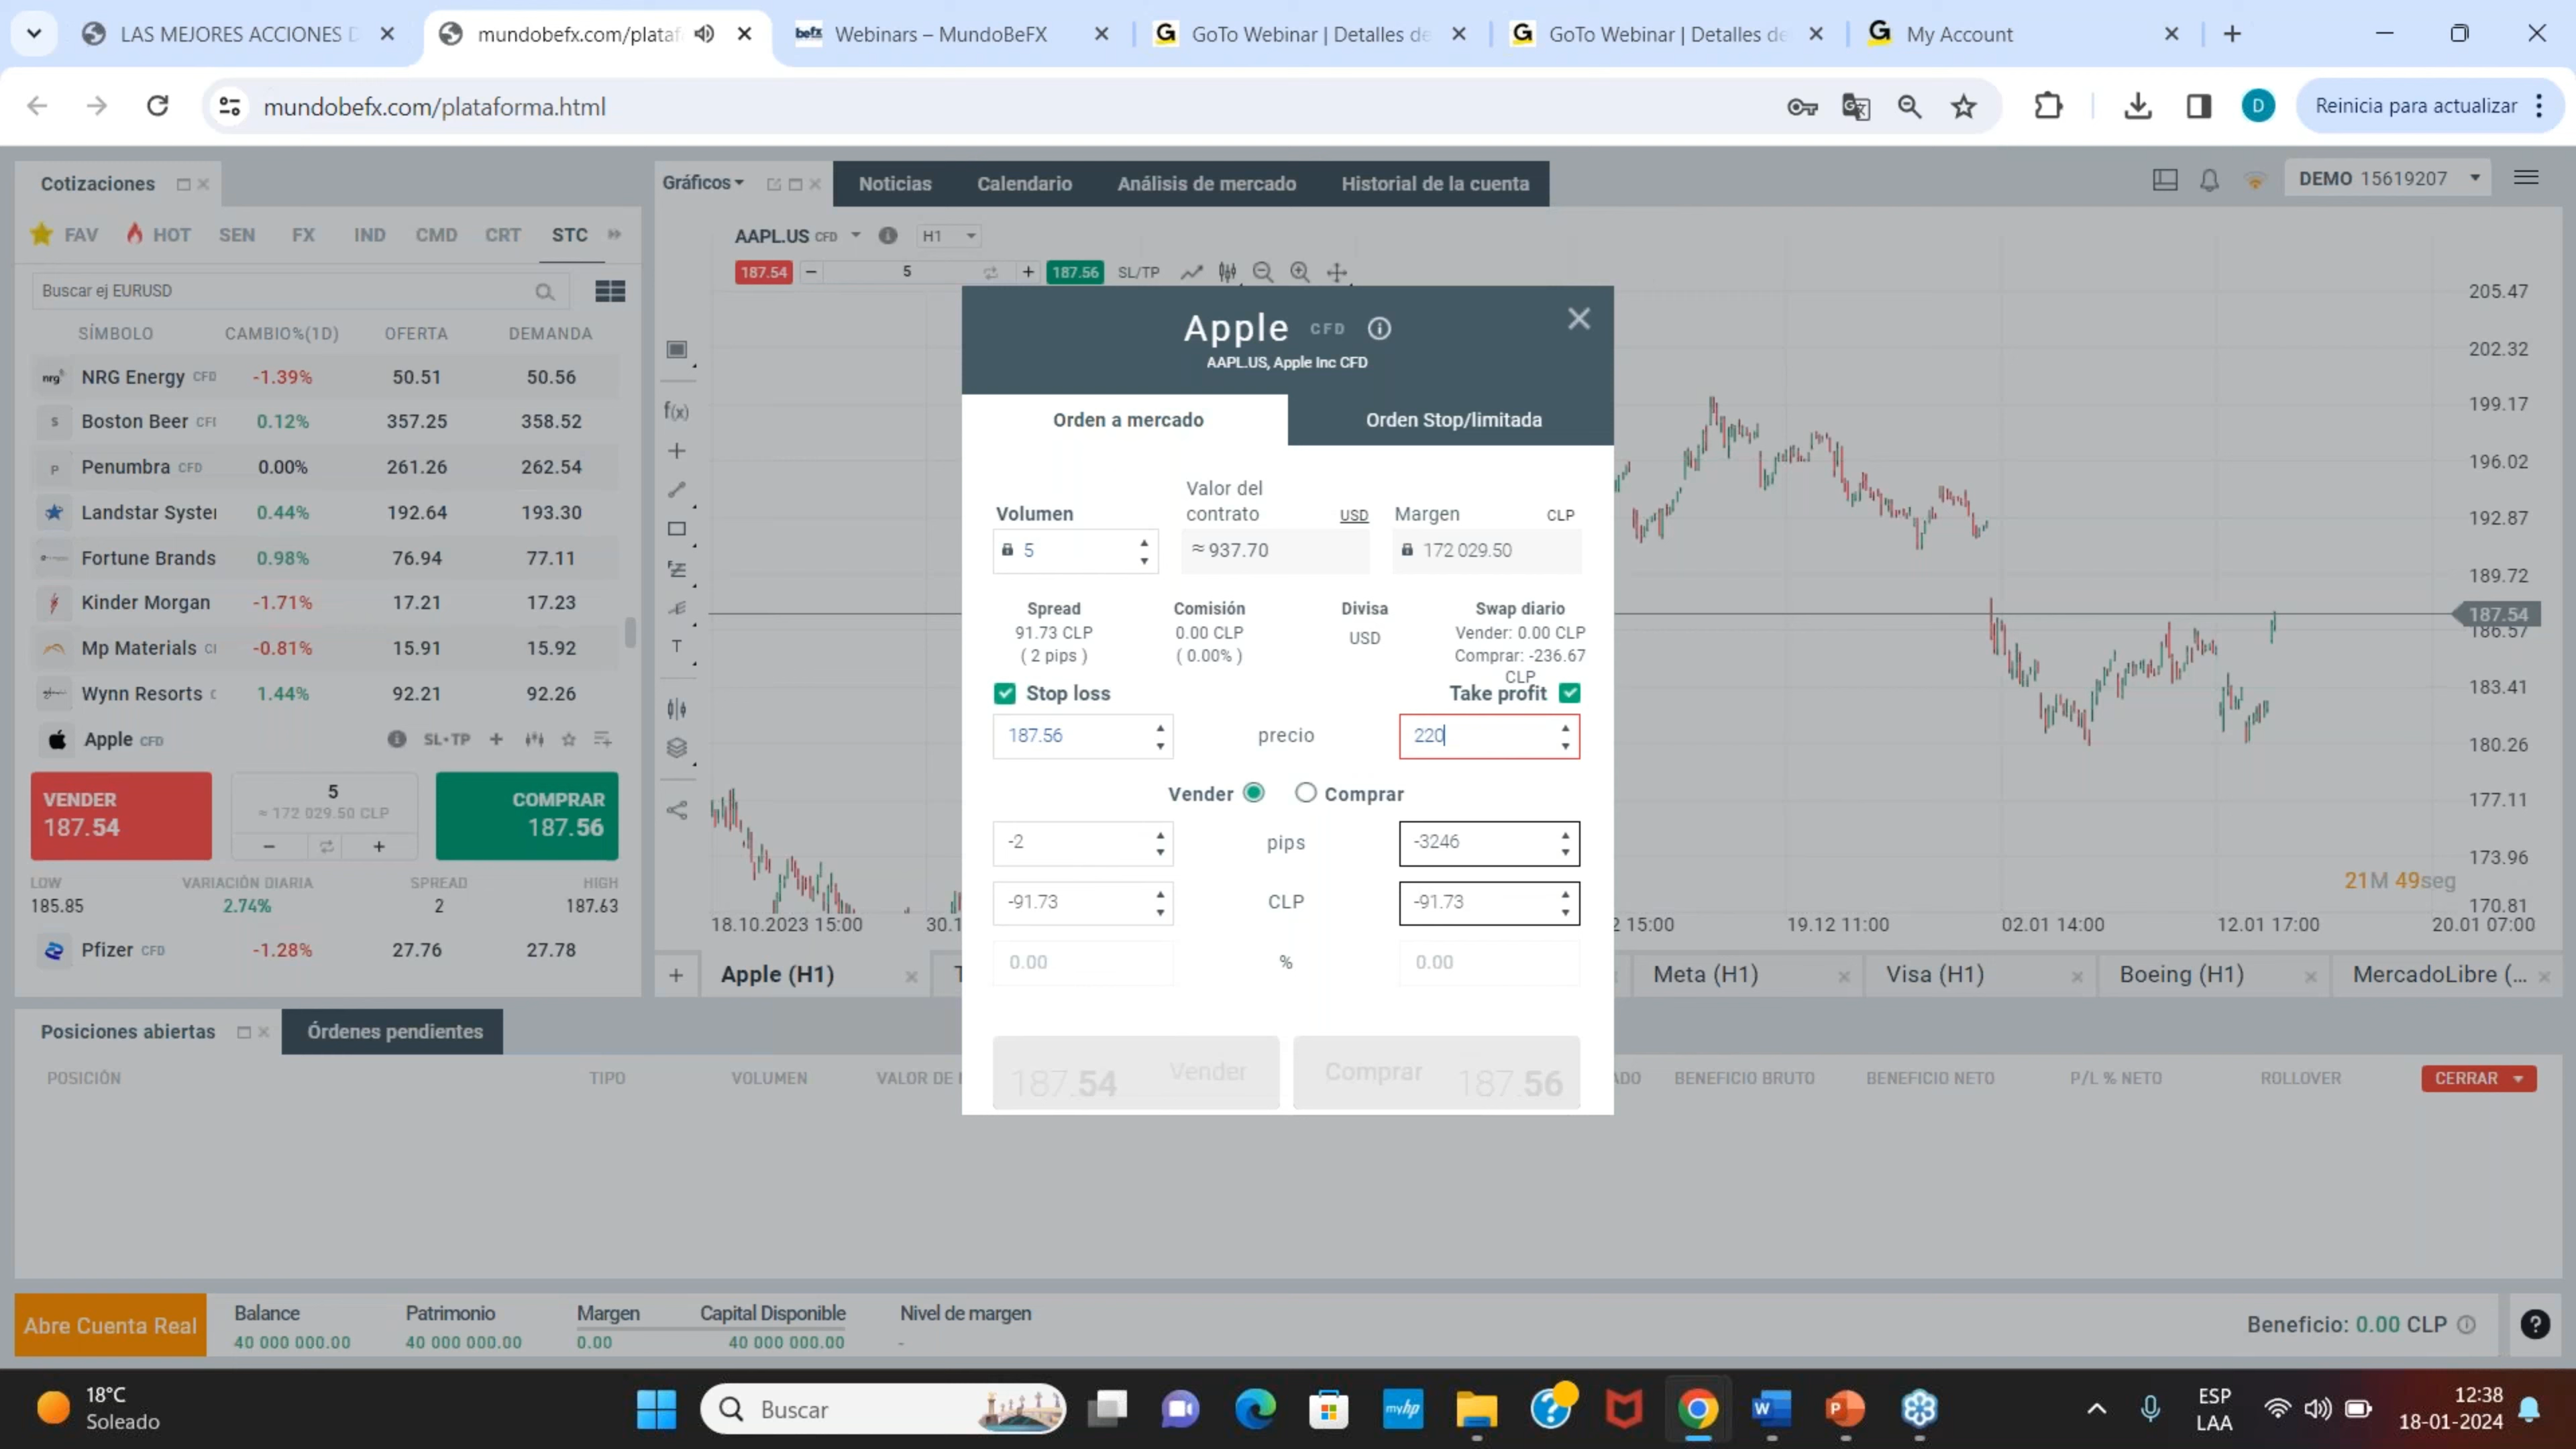 LAS MEJORES ACCIONES D
mundobefx.com/plataf
Webinars – MundoBeFX
GoTo Webinar | Detalles de
GoTo Webinar | Detalles de
My Account
mundobefx.com/plataforma.html
D
Reinicia para actualizar
Cotizaciones
Gráficos
Noticias
Calendario
Análisis de mercado
Historial de la cuenta
DEMO 15619207
FAV
HOT
SEN
FX
IND
CMD
CRT
STC
Buscar ej EURUSD
SÍMBOLO CAMBIO%(1D) OFERTA DEMANDA
NRG Energy CFD -1.39% 50.51 50.56
Boston Beer CFI 0.12% 357.25 358.52
Penumbra CFD 0.00% 261.26 262.54
Landstar Syster 0.44% 192.64 193.30
Fortune Brands 0.98% 76.94 77.11
Kinder Morgan -1.71% 17.21 17.23
Mp Materials CI -0.81% 15.91 15.92
Wynn Resorts 1.44% 92.21 92.26
Apple CFD SL•TP
VENDER
187.54
5
≈ 172 029.50 CLP
COMPRAR
187.56
LOW VARIACIÓN DIARIA SPREAD HIGH
185.85 2.74% 2 187.63
Pfizer CFD -1.28% 27.76 27.78
AAPL.US CFD H1
187.54 5 187.56 SL/TP
f(x)
T
205.47
202.32
199.17
196.02
192.87
189.72
187.54
186.57
183.41
180.26
177.11
173.96
170.81
21M 49seg
18.10.2023 15:00
30.1
2 15:00
19.12 11:00
02.01 14:00
12.01 17:00
20.01 07:00
Apple (H1)
Meta (H1)
Visa (H1)
Boeing (H1)
MercadoLibre (...
Apple CFD
AAPL.US, Apple Inc CFD
Orden a mercado
Orden Stop/limitada
Volumen
Valor del
contrato USD
Margen CLP
5
≈ 937.70
172 029.50
Spread Comisión Divisa Swap diario
91.73 CLP 0.00 CLP USD Vender: 0.00 CLP
( 2 pips ) ( 0.00% ) Comprar: -236.67
CLP
Stop loss
Take profit
187.56 precio 220
Vender Comprar
-2 pips -3246
-91.73 CLP -91.73
0.00 % 0.00
187.54 Vender
Comprar 187.56
Posiciones abiertas
Órdenes pendientes
POSICIÓN TIPO VOLUMEN VALOR DE
BENEFICIO BRUTO BENEFICIO NETO P/L % NETO ROLLOVER CERRAR
Abre Cuenta Real
Balance Patrimonio Margen Capital Disponible Nivel de margen
40 000 000.00 40 000 000.00 0.00 40 000 000.00 -
Beneficio: 0.00 CLP
18°C
Soleado
Buscar
ESP
LAA
12:38
18-01-2024